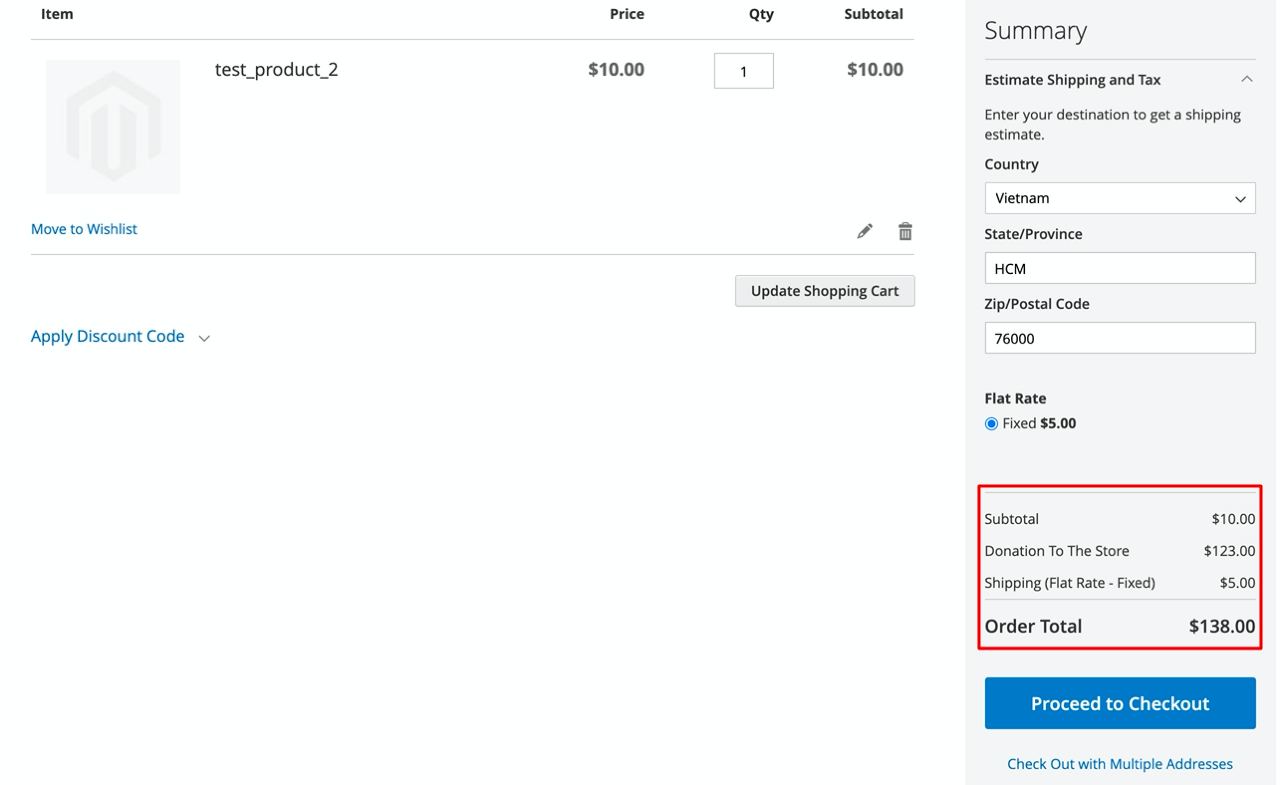 Item Price Qty Subtotal
test_product_2 $10.00 1 $10.00
Move to Wishlist
Update Shopping Cart
Apply Discount Code
Summary
Estimate Shipping and Tax
Enter your destination to get a shipping
estimate.
Country
Vietnam
State/Province
HCM
Zip/Postal Code
76000
Flat Rate
Fixed $5.00
Subtotal $10.00
Donation To The Store $123.00
Shipping (Flat Rate - Fixed) $5.00
Order Total $138.00
Proceed to Checkout
Check Out with Multiple Addresses